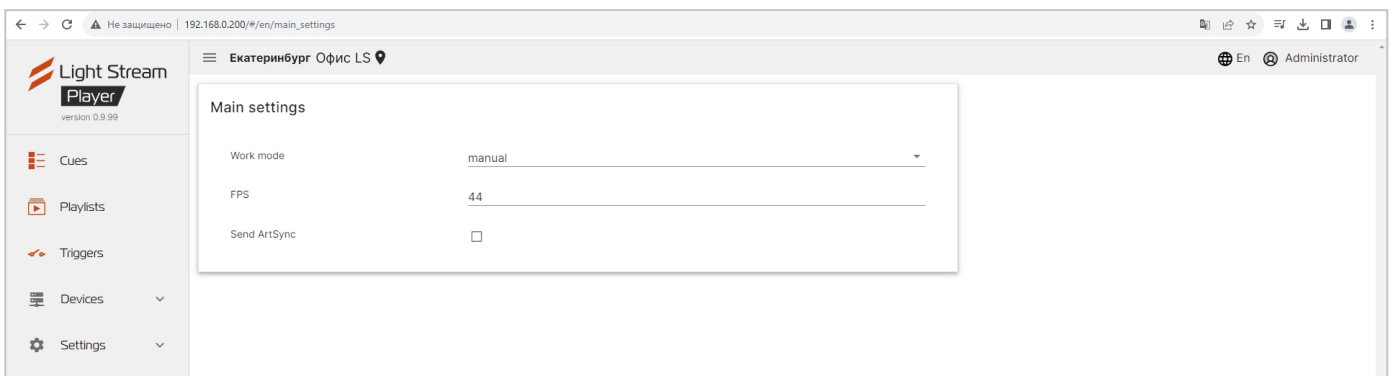 Не защищено | 192.168.0.200/#/en/main_settings
Light Stream
Player
version 0.9.99
Екатеринбург Офис LS
En Administrator
Cues
Playlists
Triggers
Devices
Settings
Main settings
Work mode manual
FPS 44
Send ArtSync